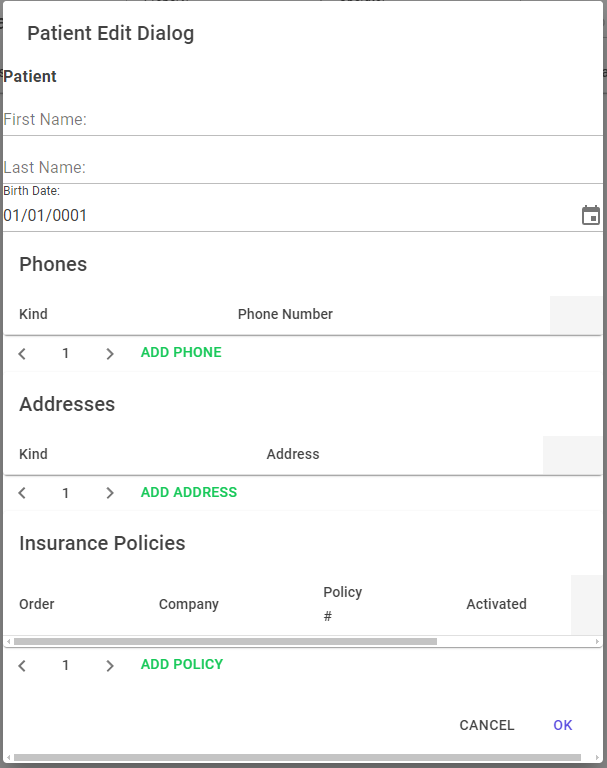 Patient Edit Dialog
Patient
First Name:
Last Name:
Birth Date:
01/01/0001
Phones
Kind Phone Number
1 ADD PHONE
Addresses
Kind Address
1 ADD ADDRESS
Insurance Policies
Order Company Policy # Activated
1 ADD POLICY
CANCEL OK